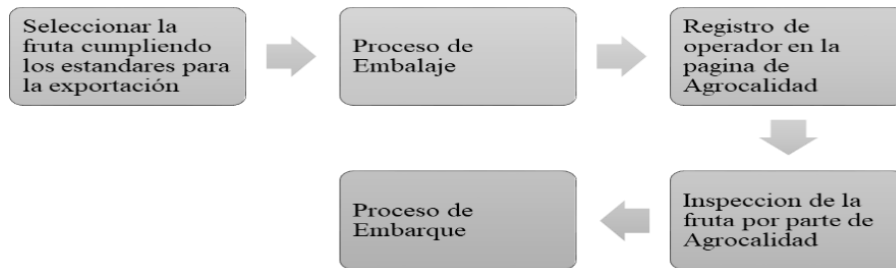 Seleccionar la
fruta cumpliendo
los estandares para
la exportación
Proceso de
Embalaje
Registro de
operador en la
pagina de
Agrocalidad
Inspeccion de la
fruta por parte de
Agrocalidad
Proceso de
Embarque